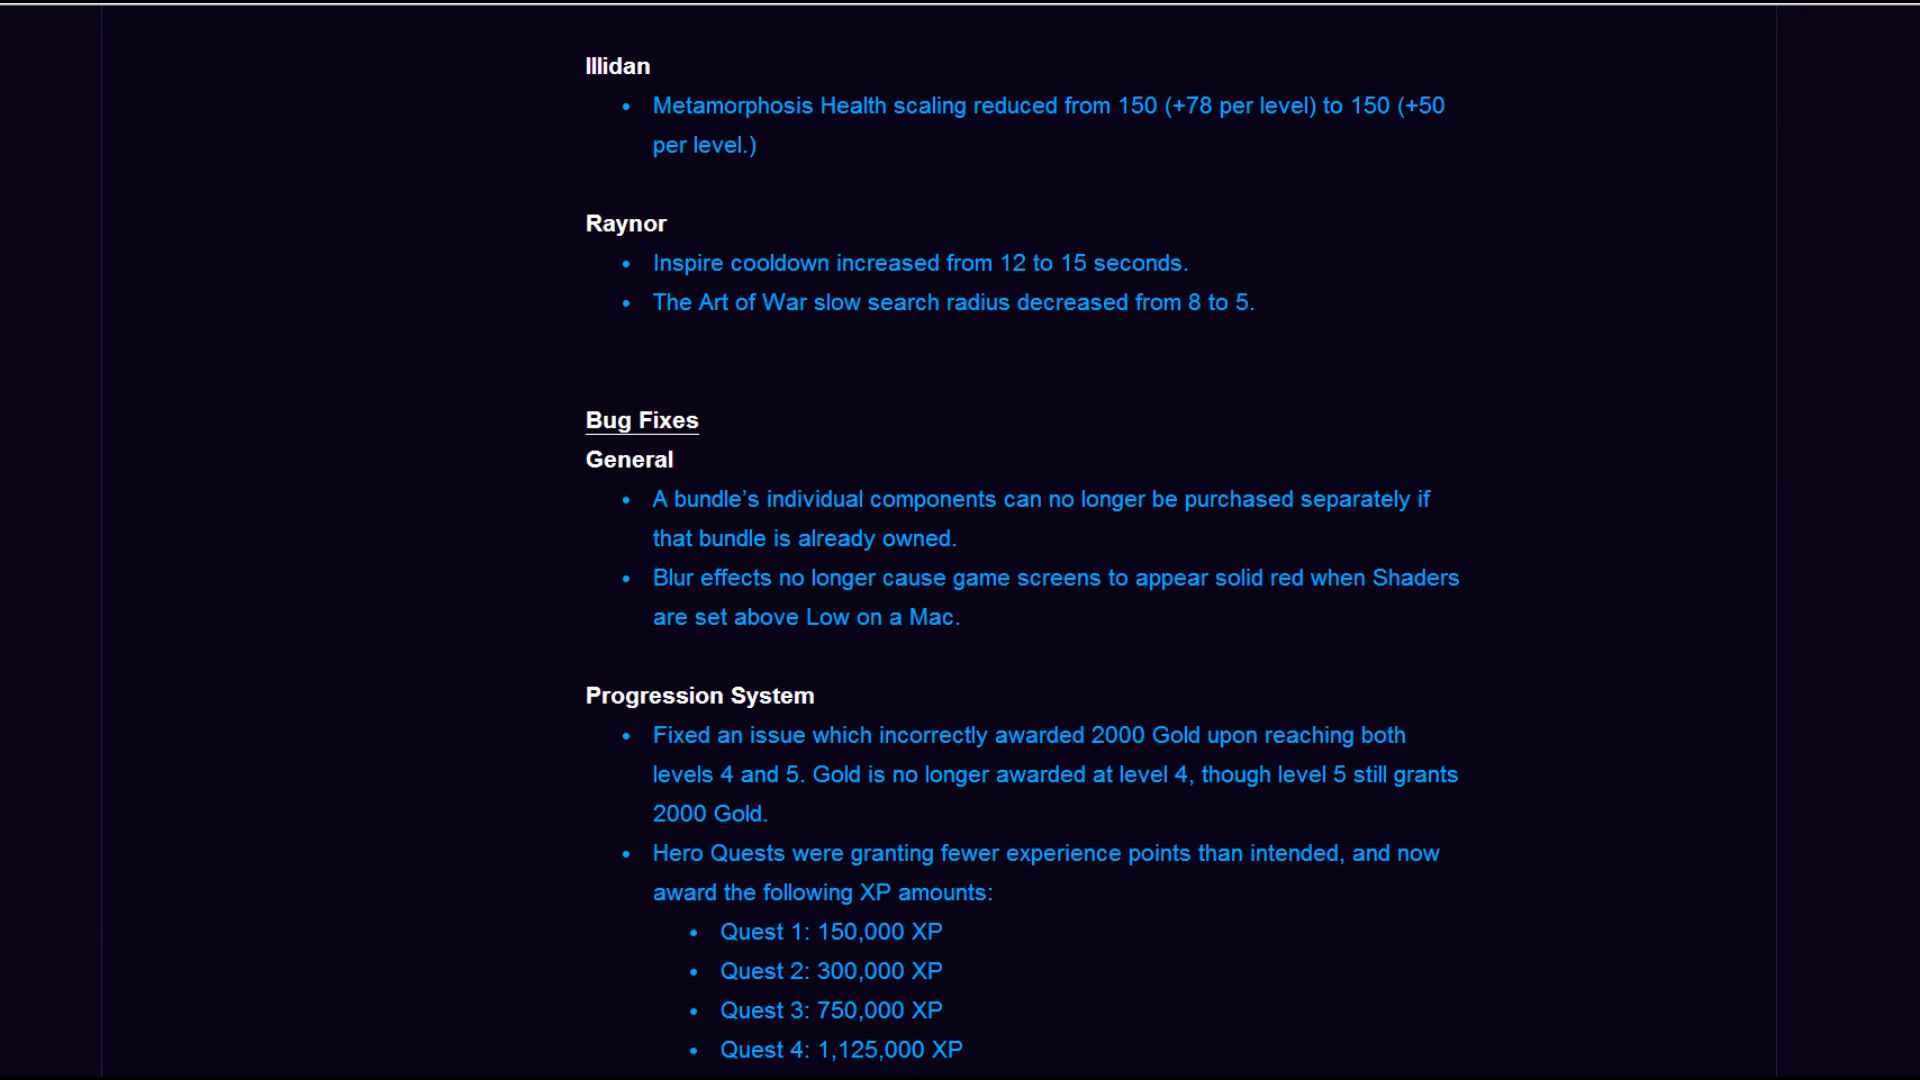 Illidan
• Metamorphosis Health scaling reduced from 150 (+78 per level) to 150 (+50
per level.)
Raynor
• Inspire cooldown increased from 12 to 15 seconds.
• The Art of War slow search radius decreased from 8 to 5.
Bug Fixes
General
• A bundle’s individual components can no longer be purchased separately if
that bundle is already owned.
• Blur effects no longer cause game screens to appear solid red when Shaders
are set above Low on a Mac.
Progression System
• Fixed an issue which incorrectly awarded 2000 Gold upon reaching both
levels 4 and 5. Gold is no longer awarded at level 4, though level 5 still grants
2000 Gold.
• Hero Quests were granting fewer experience points than intended, and now
award the following XP amounts:
• Quest 1: 150,000 XP
• Quest 2: 300,000 XP
• Quest 3: 750,000 XP
• Quest 4: 1,125,000 XP